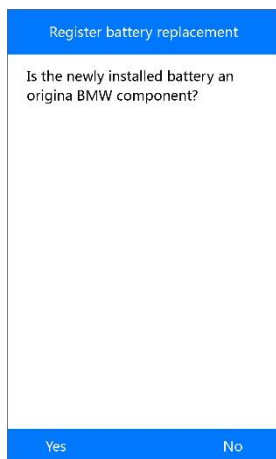 Register battery replacement
Is the newly installed battery an
origina BMW component?
Yes
No